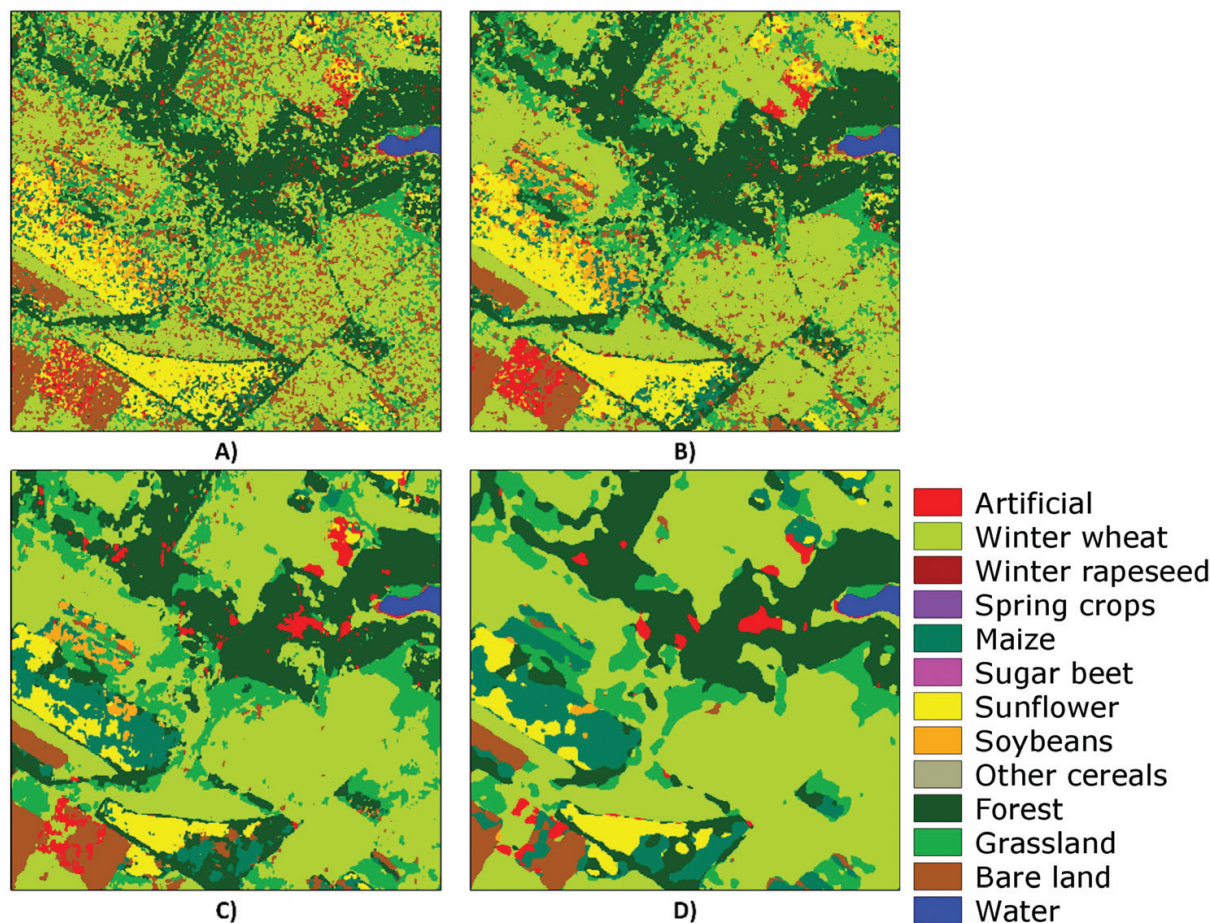 A)
B)
C)
D)
Artificial
Winter wheat
Winter rapeseed
Spring crops
Maize
Sugar beet
Sunflower
Soybeans
Other cereals
Forest
Grassland
Bare land
Water